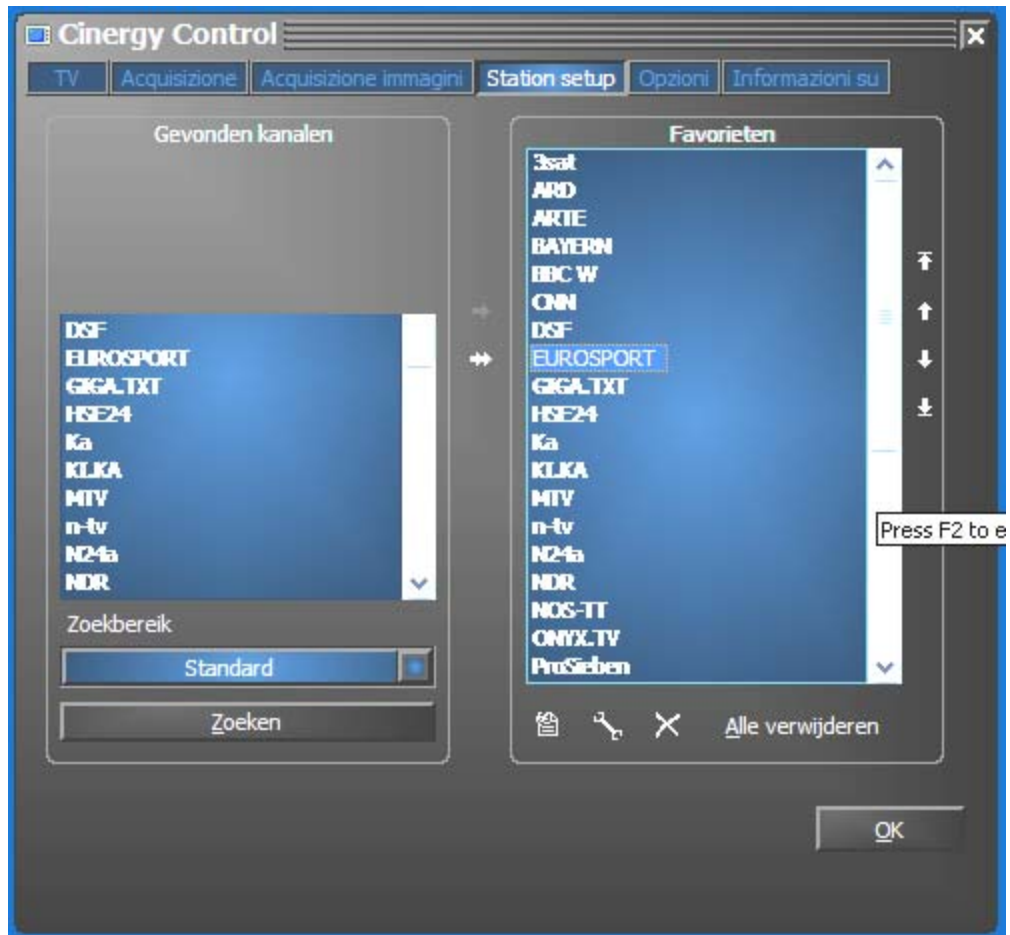 Cinergy Control
TV Acquisizione Acquisizione immagini Station setup Opzioni Informazioni su
Gevonden kanalen
DSF
EUROSPORT
GIGA.TXT
HSE24
Ka
KI.KA
MTV
n-tv
N24a
NDR
Zoekbereik
Standard
Zoeken
Favorieten
3sat
ARD
ARTE
BAYERN
BBC W
CNN
DSF
EUROSPORT
GIGA.TXT
HSE24
Ka
KI.KA
MTV
n-tv
N24a
NDR
NOS-TT
ONYX.TV
ProSieben
Press F2 to e
Alle verwijderen
OK